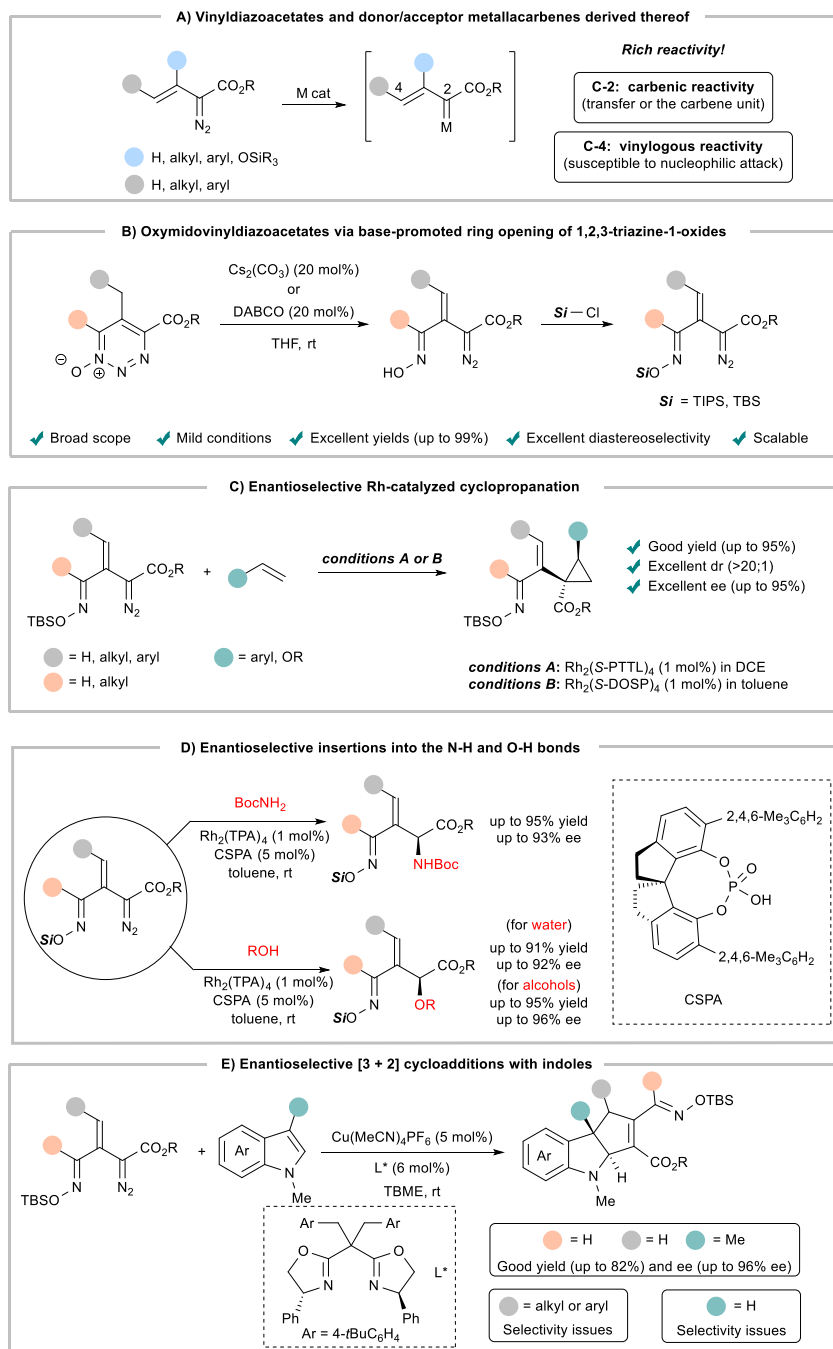 A) Vinyldiazoacetates and donor/acceptor metallacarbenes derived thereof
CO2R
N2
M cat
4
2
CO2R
M
Rich reactivity!
C-2: carbenic reactivity
(transfer or the carbene unit)
C-4: vinylogous reactivity
(susceptible to nucleophilic attack)
H, alkyl, aryl, OSiR3
H, alkyl, aryl
B) Oxymidovinyldiazoacetates via base-promoted ring opening of 1,2,3-triazine-1-oxides
CO2R
N
N
N
O
⊖
⊕
Cs2(CO3) (20 mol%)
or
DABCO (20 mol%)
THF, rt
CO2R
N
HO
N2
Si — Cl
CO2R
N
SiO
N2
Si = TIPS, TBS
✔ Broad scope ✔ Mild conditions ✔ Excellent yields (up to 99%) ✔ Excellent diastereoselectivity ✔ Scalable
C) Enantioselective Rh-catalyzed cyclopropanation
CO2R
N
TBSO
N2
+
conditions A or B
N
TBSO
CO2R
✔ Good yield (up to 95%)
✔ Excellent dr (>20;1)
✔ Excellent ee (up to 95%)
= H, alkyl, aryl
= H, alkyl
= aryl, OR
conditions A: Rh2(S-PTTL)4 (1 mol%) in DCE
conditions B: Rh2(S-DOSP)4 (1 mol%) in toluene
D) Enantioselective insertions into the N-H and O-H bonds
CO2R
N
SiO
N2
BocNH2
Rh2(TPA)4 (1 mol%)
CSPA (5 mol%)
toluene, rt
CO2R
N
SiO
NHBoc
up to 95% yield
up to 93% ee
ROH
Rh2(TPA)4 (1 mol%)
CSPA (5 mol%)
toluene, rt
CO2R
N
SiO
OR
(for water)
up to 91% yield
up to 92% ee
(for alcohols)
up to 95% yield
up to 96% ee
2,4,6-Me3C6H2
O
O
P
OH
O
2,4,6-Me3C6H2
CSPA
E) Enantioselective [3 + 2] cycloadditions with indoles
CO2R
N
TBSO
N2
+
Ar
N
Me
Cu(MeCN)4PF6 (5 mol%)
L* (6 mol%)
TBME, rt
N
OTBS
Ar
N
H
Me
CO2R
Ar
Ar
O
O
N
N
Ph
Ph
L*
Ar = 4-tBuC6H4
= H = H = Me
Good yield (up to 82%) and ee (up to 96% ee)
= alkyl or aryl
Selectivity issues
= H
Selectivity issues